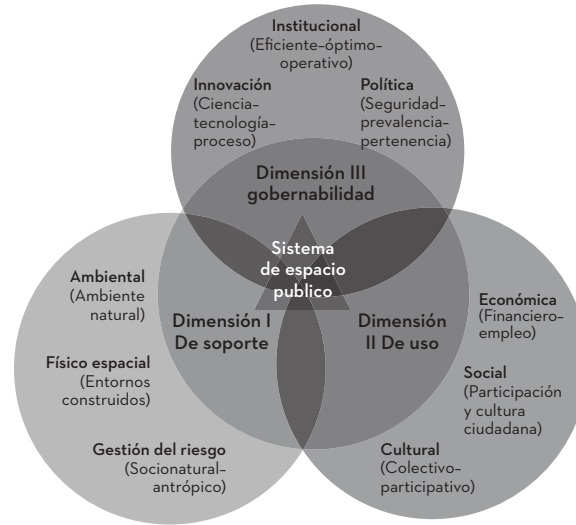 Institucional
(Eficiente–óptimo–
operativo)
Innovación
(Ciencia–
tecnología–
proceso)
Política
(Seguridad–
prevalencia–
pertenencia)
Dimensión III
gobernabilidad
Sistema
de espacio
publico
Ambiental
(Ambiente
natural)
Físico espacial
(Entornos
construidos)
Gestión del riesgo
(Socionatural–
antrópico)
Dimensión I
De soporte
Dimensión
II De uso
Económica
(Financiero–
empleo)
Social
(Participación
y cultura
ciudadana)
Cultural
(Colectivo–
participativo)